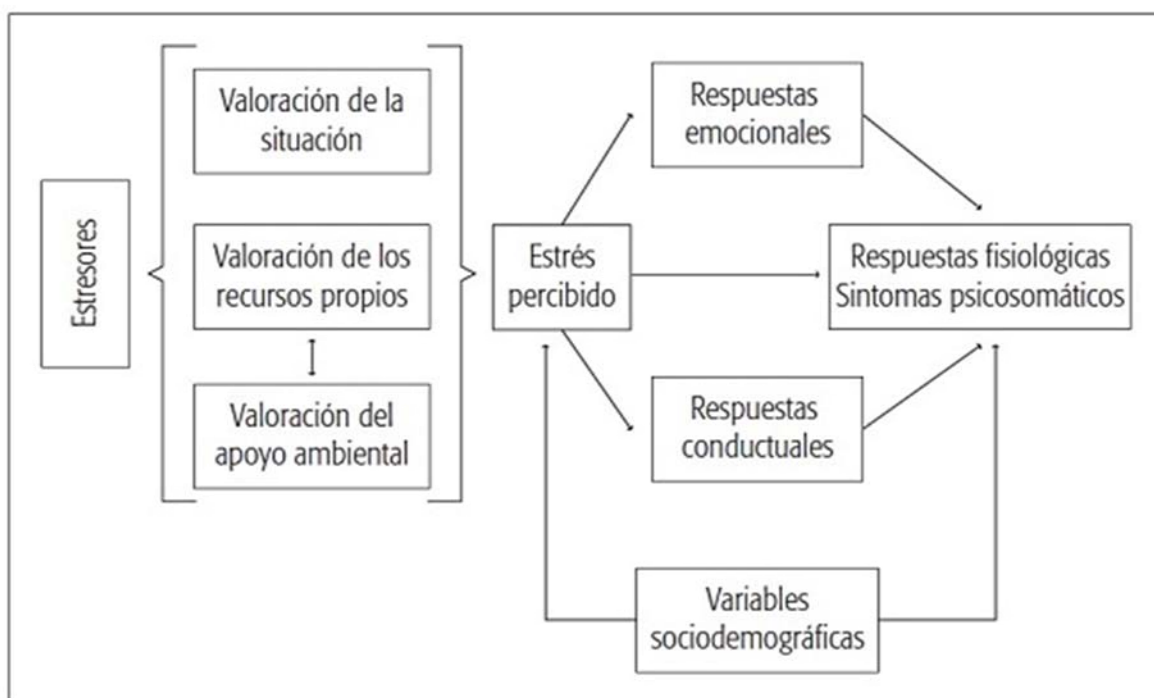 Estresores
Valoración de la
situación
Valoración de los
recursos propios
Valoración del
apoyo ambiental
Estrés
percibido
Respuestas
emocionales
Respuestas fisiológicas
Sintomas psicosomáticos
Respuestas
conductuales
Variables
sociodemográficas